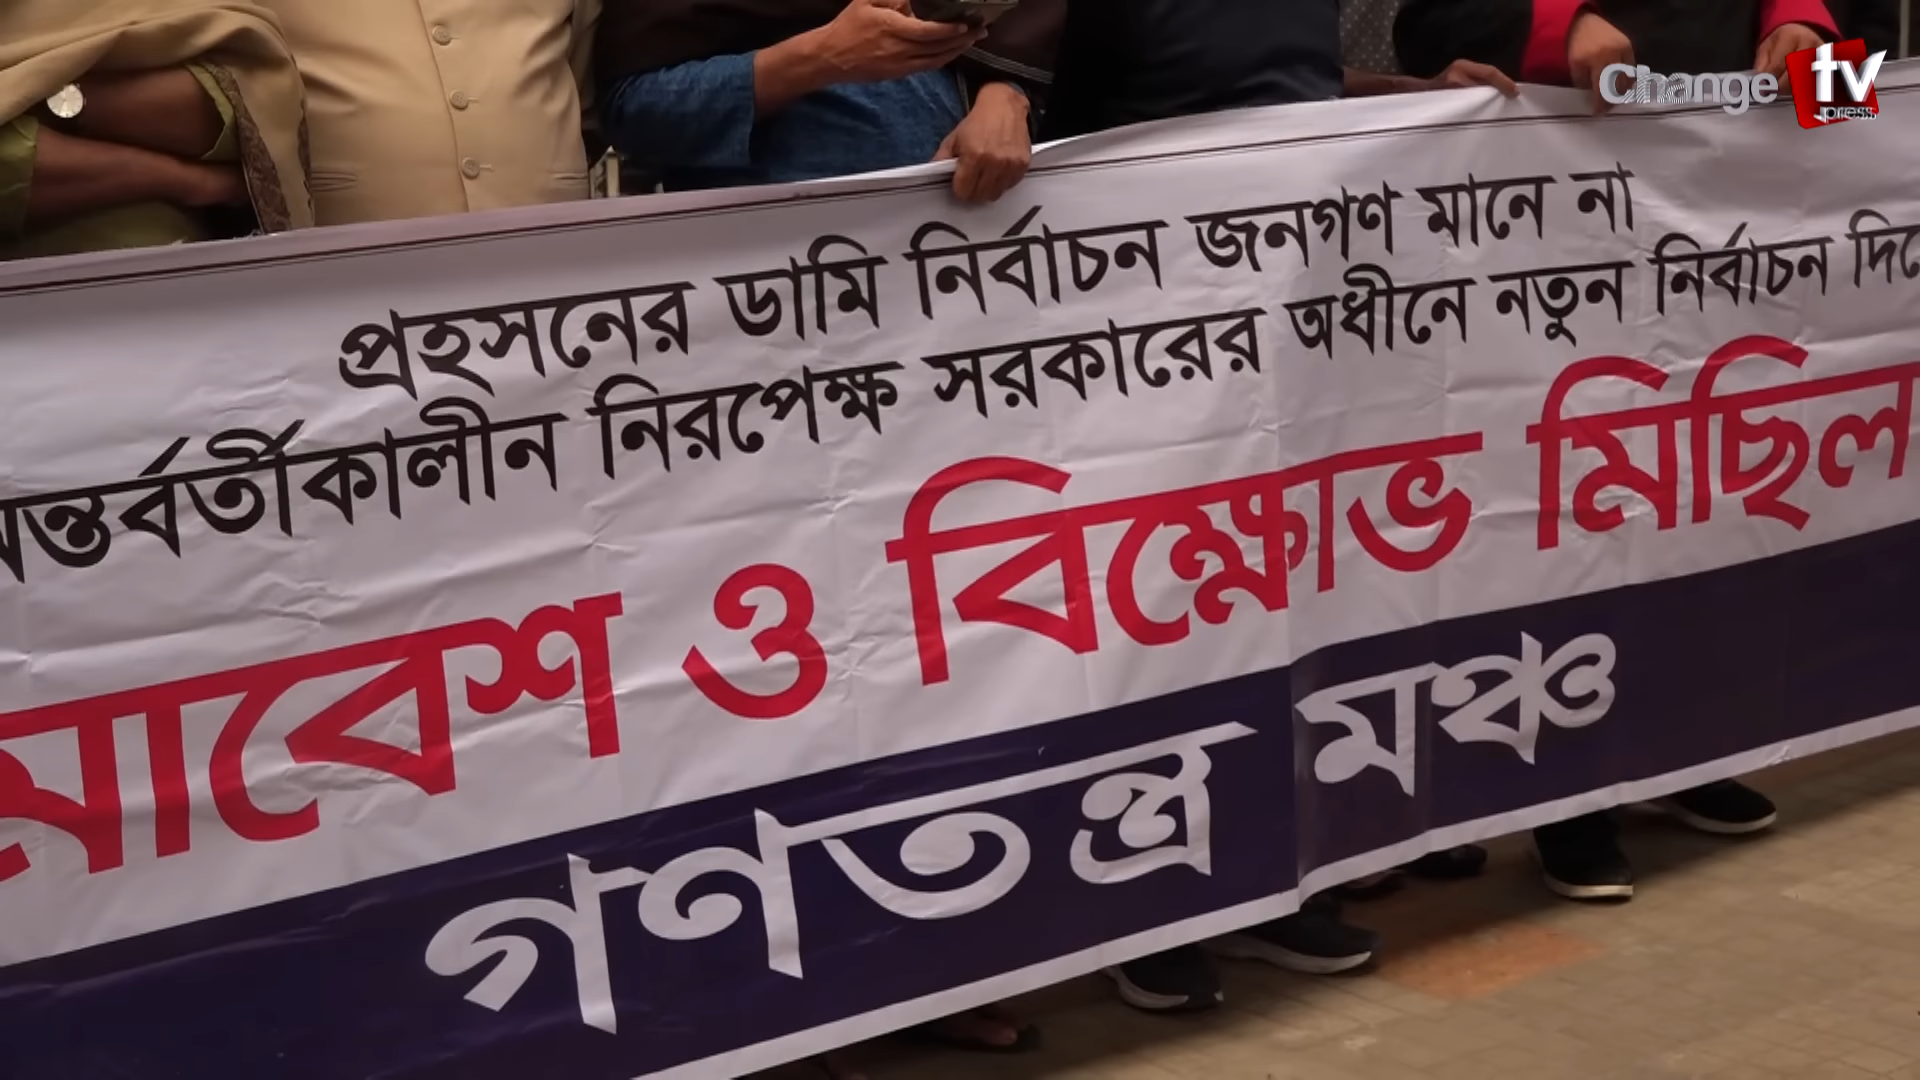 Change tv press
প্রহসনের ডামি নির্বাচন জনগণ মানে না
অন্তর্বর্তীকালীন নিরপেক্ষ সরকারের অধীনে নতুন নির্বাচন
ও বিক্ষোভ মিছিল
গণতন্ত্র মঞ্চ